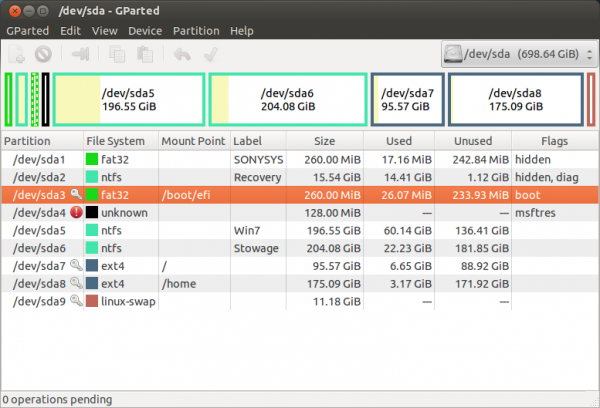 /dev/sda - GParted
GParted Edit View Device Partition Help
/dev/sda (698.64 GiB)
/dev/sda5 /dev/sda6 /dev/sda7 /dev/sda8
196.55 GiB 204.08 GiB 95.57 GiB 175.09 GiB
Partition File System Mount Point Label Size Used Unused Flags
/dev/sda1 fat32 SONYSYS 260.00 MiB 17.16 MiB 242.84 MiB hidden
/dev/sda2 ntfs Recovery 15.54 GiB 14.41 GiB 1.12 GiB hidden, diag
/dev/sda3 fat32 /boot/efi 260.00 MiB 26.07 MiB 233.93 MiB boot
/dev/sda4 unknown 128.00 MiB --- --- msftres
/dev/sda5 ntfs Win7 196.55 GiB 60.14 GiB 136.41 GiB
/dev/sda6 ntfs Stowage 204.08 GiB 22.23 GiB 181.85 GiB
/dev/sda7 ext4 / 95.57 GiB 6.65 GiB 88.92 GiB
/dev/sda8 ext4 /home 175.09 GiB 3.17 GiB 171.92 GiB
/dev/sda9 linux-swap 11.18 GiB --- ---
0 operations pending